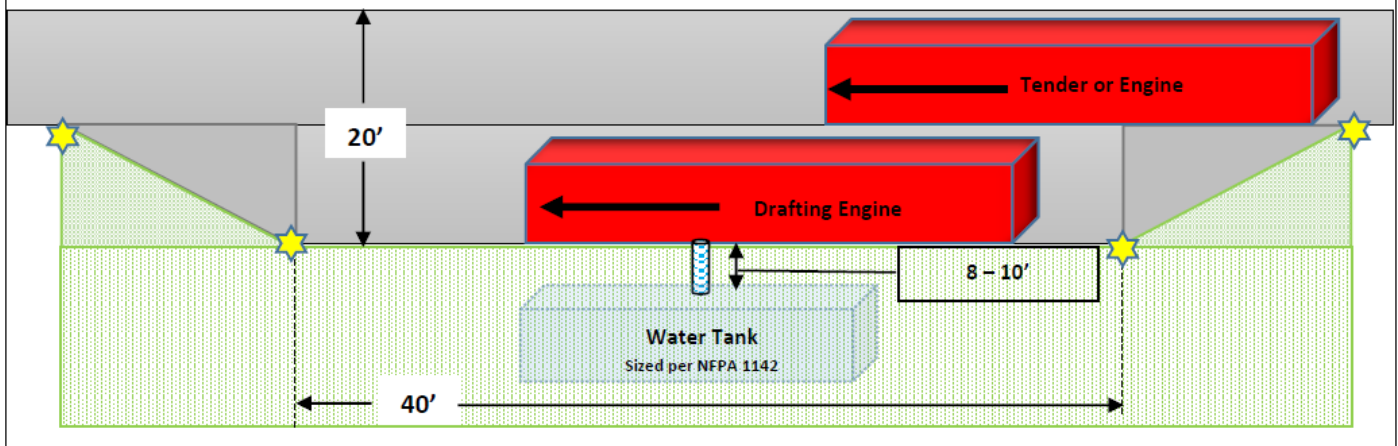 Tender or Engine
20’
Drafting Engine
8 – 10’
Water Tank
Sized per NFPA 1142
40’